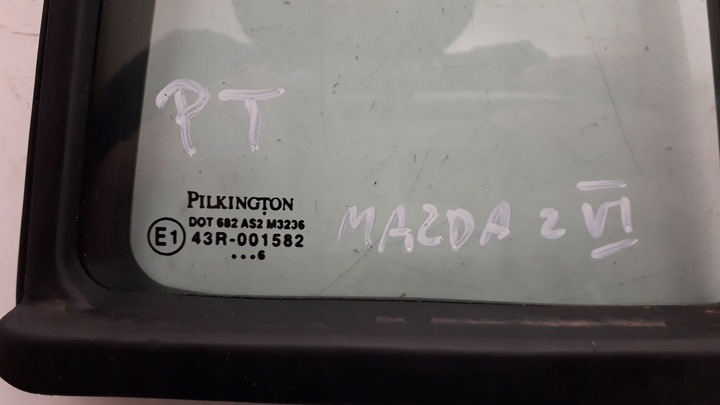 PT
PILKINGTON
DOT 682 AS2 M3236
E1 43R-001582
...6
MAZDA 2 VI